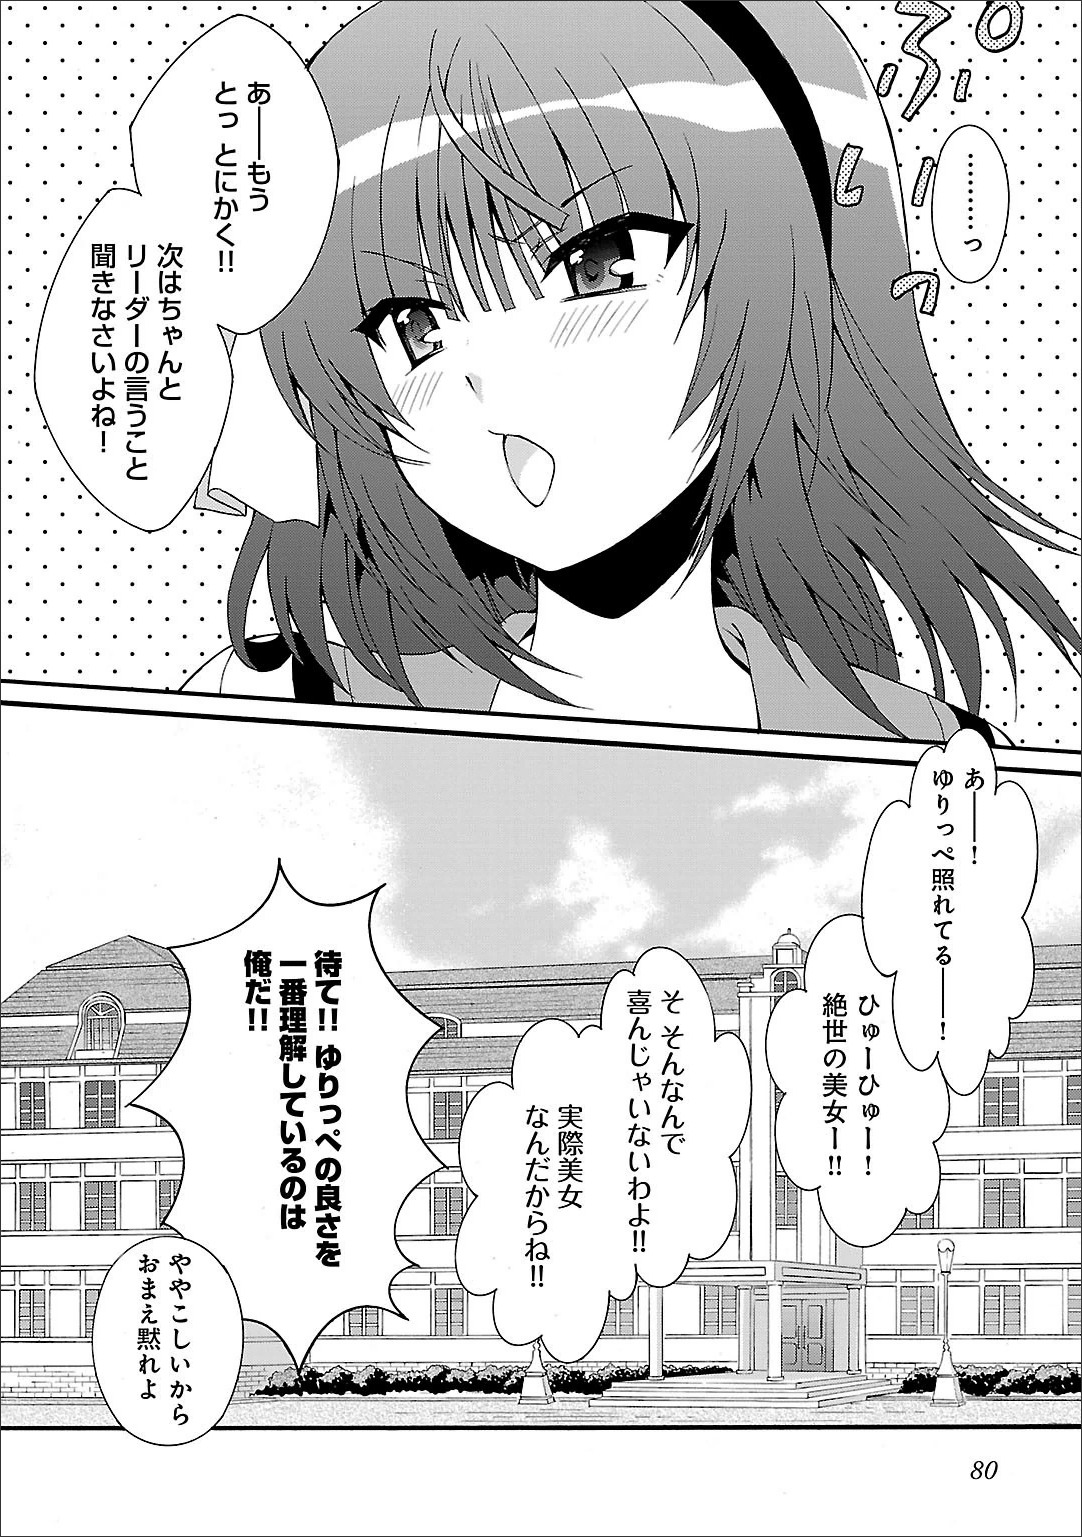 ぷいっ
………っ
あ――もう
とっ とにかく!!
次はちゃんと
リーダーの言うこと
聞きなさいよね！
あ――！
ゆりっぺ照れてる――！
ひゅーひゅー！
絶世の美女ー!!
そ そんなんで
喜んじゃいないわよ!!
実際美女
なんだからね!!
待て!! ゆりっぺの良さを
一番理解しているのは
俺だ!!
ややこしいから
おまえ黙れよ
80